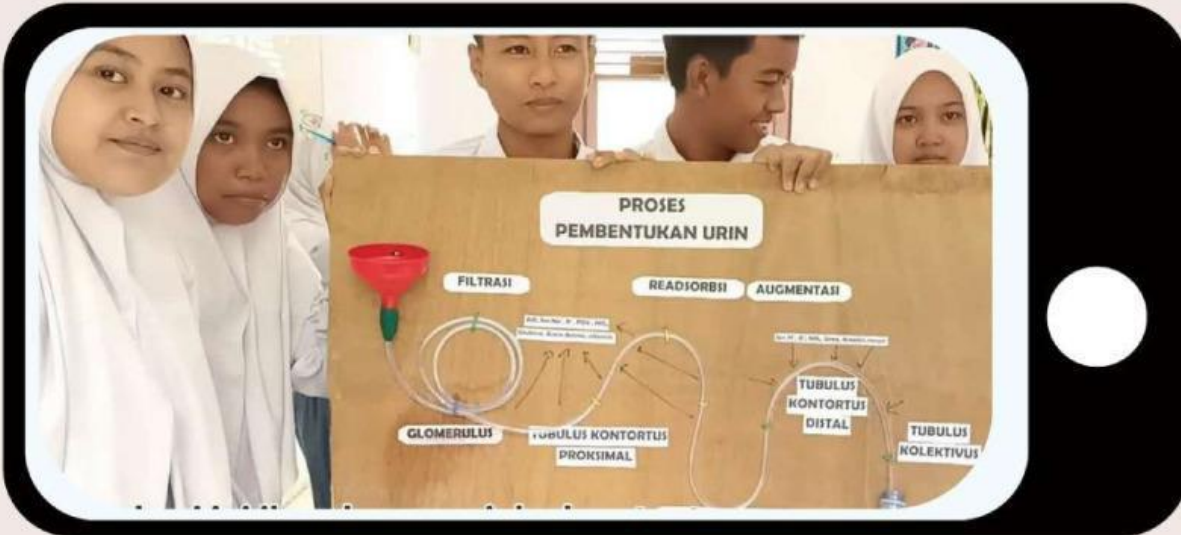 PROSES
PEMBENTUKAN URIN
FILTRASI
READSORBSI
AUGMENTASI
GLOMERULUS
TUBULUS KONTORTUS
PROKSIMAL
TUBULUS
KONTORTUS
DISTAL
TUBULUS
KOLEKTIVUS